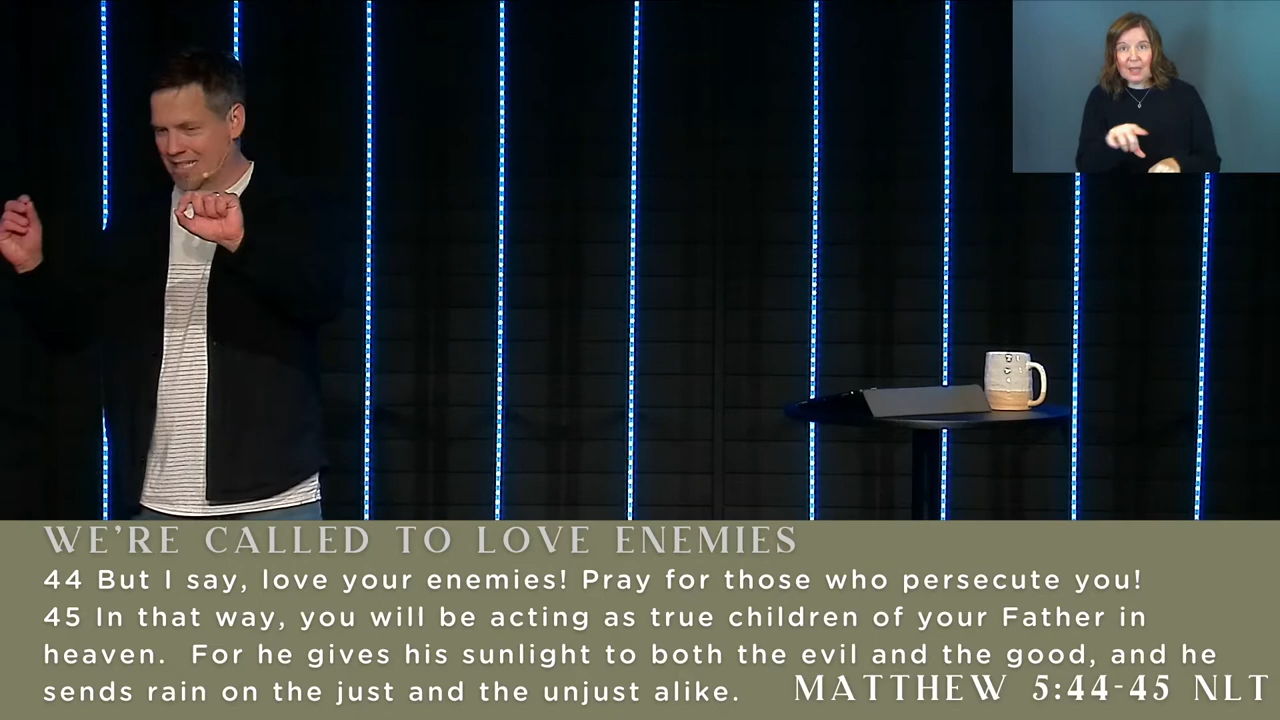 WE'RE CALLED TO LOVE ENEMIES
44 But I say, love your enemies! Pray for those who persecute you!
45 In that way, you will be acting as true children of your Father in
heaven.  For he gives his sunlight to both the evil and the good, and he
sends rain on the just and the unjust alike.
MATTHEW 5:44-45 NLT